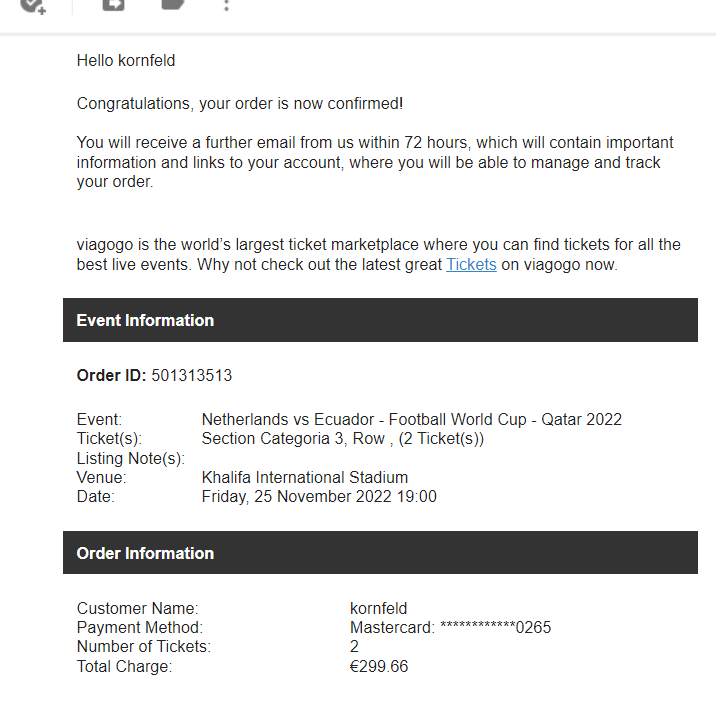 Hello kornfeld
Congratulations, your order is now confirmed!
You will receive a further email from us within 72 hours, which will contain important
information and links to your account, where you will be able to manage and track
your order.
viagogo is the world’s largest ticket marketplace where you can find tickets for all the
best live events. Why not check out the latest great Tickets on viagogo now.
Event Information
Order ID: 501313513
Event: Netherlands vs Ecuador - Football World Cup - Qatar 2022
Ticket(s): Section Categoria 3, Row , (2 Ticket(s))
Listing Note(s):
Venue: Khalifa International Stadium
Date: Friday, 25 November 2022 19:00
Order Information
Customer Name: kornfeld
Payment Method: Mastercard: ************0265
Number of Tickets: 2
Total Charge: €299.66